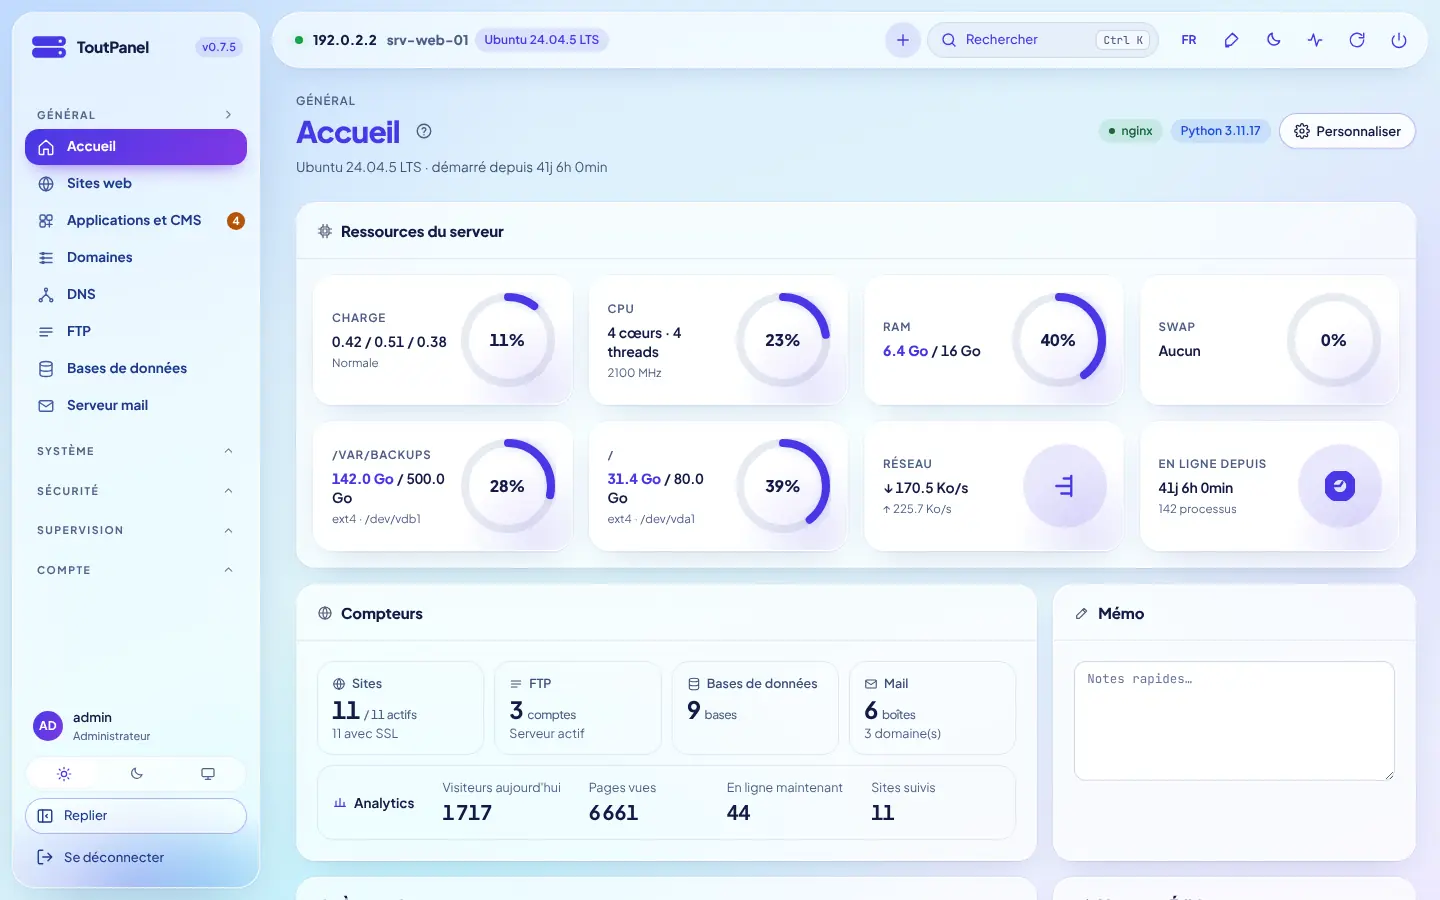 ToutPanel
v0.7.5
GÉNÉRAL
Accueil
Sites web
Applications et CMS
4
Domaines
DNS
FTP
Bases de données
Serveur mail
SYSTÈME
SÉCURITÉ
SUPERVISION
COMPTE
AD
admin
Administrateur
Replier
Se déconnecter
192.0.2.2 srv-web-01 Ubuntu 24.04.5 LTS
Rechercher
Ctrl K
FR
GÉNÉRAL
Accueil
Ubuntu 24.04.5 LTS · démarré depuis 41j 6h 0min
nginx
Python 3.11.17
Personnaliser
Ressources du serveur
CHARGE
0.42 / 0.51 / 0.38
Normale
11%
CPU
4 cœurs · 4
threads
2100 MHz
23%
RAM
6.4 Go / 16 Go
40%
SWAP
Aucun
0%
/VAR/BACKUPS
142.0 Go / 500.0
Go
ext4 · /dev/vdb1
28%
/
31.4 Go / 80.0
Go
ext4 · /dev/vda1
39%
RÉSEAU
↓ 170.5 Ko/s
↑ 225.7 Ko/s
EN LIGNE DEPUIS
41j 6h 0min
142 processus
Compteurs
Sites
11 / 11 actifs
11 avec SSL
FTP
3 comptes
Serveur actif
Bases de données
9 bases
Mail
6 boîtes
3 domaine(s)
Analytics
Visiteurs aujourd'hui
1 717
Pages vues
6 661
En ligne maintenant
44
Sites suivis
11
Mémo
Notes rapides…